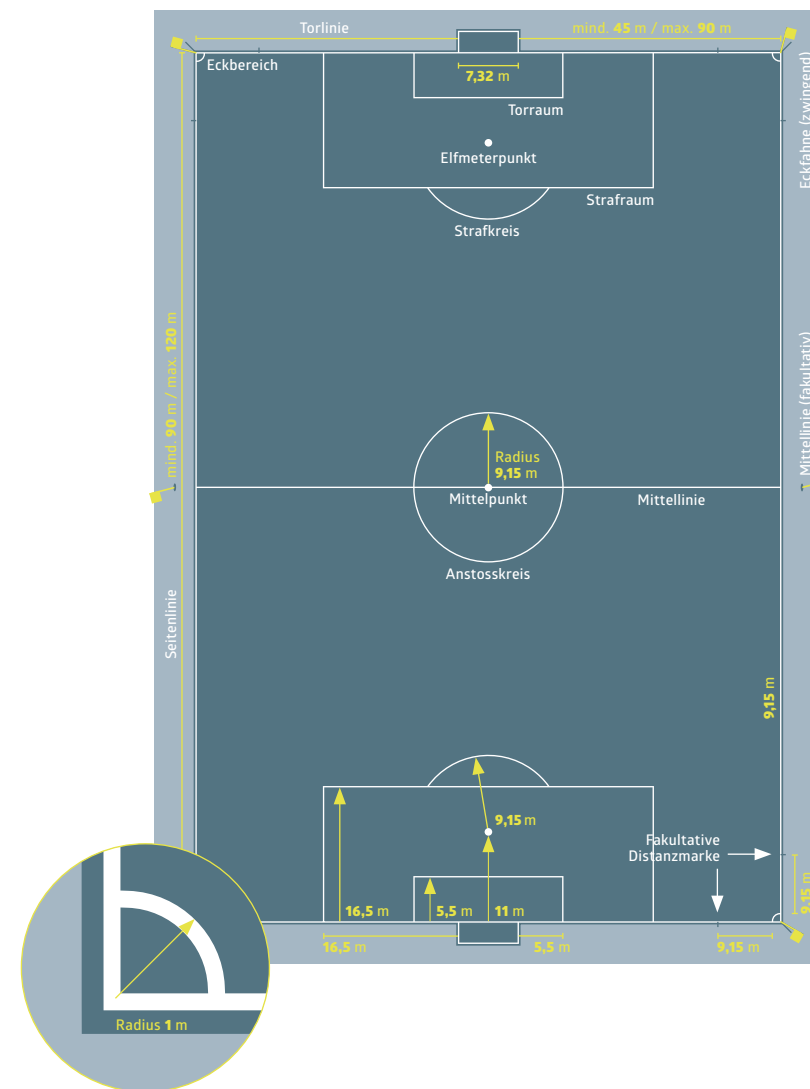 Torlinie
mind. 45 m / max. 90 m
Eckbereich
7,32 m
Torraum
Eckfahne (zwingend)
Elfmeterpunkt
Strafraum
Strafkreis
mind. 90 m / max. 120 m
Mittellinie (fakultativ)
Radius
9,15 m
Mittelpunkt
Mittellinie
Anstosskreis
Seitenlinie
9,15 m
9,15 m
Fakultative
Distanzmarke
9,15 m
16,5 m
5,5 m
11 m
16,5 m
5,5 m
9,15 m
Radius 1 m